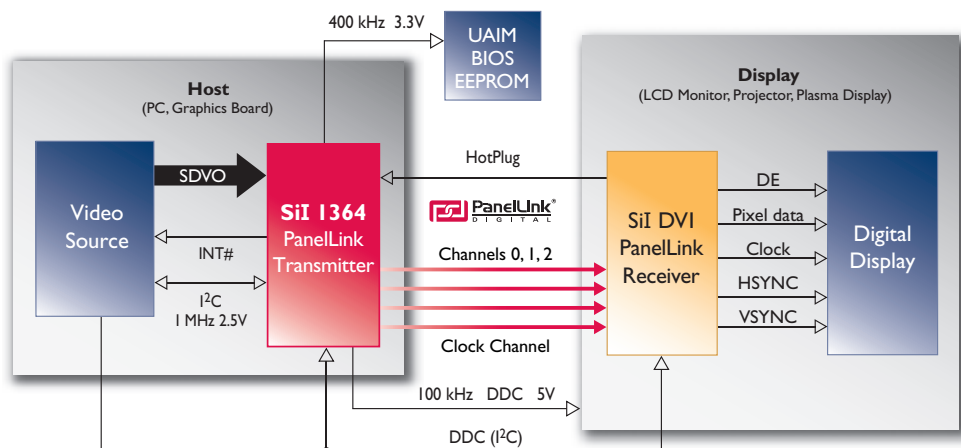 400 kHz 3.3V
UAIM
BIOS
EEPROM
Host
(PC, Graphics Board)
Display
(LCD Monitor, Projector, Plasma Display)
SDVO
Video
Source
INT#
I²C
1 MHz 2.5V
SiI 1364
PanelLink
Transmitter
HotPlug
PanelLink®
DIGITAL
Channels 0, 1, 2
Clock Channel
SiI DVI
PanelLink
Receiver
DE
Pixel data
Clock
HSYNC
VSYNC
Digital
Display
100 kHz DDC 5V
DDC (I²C)